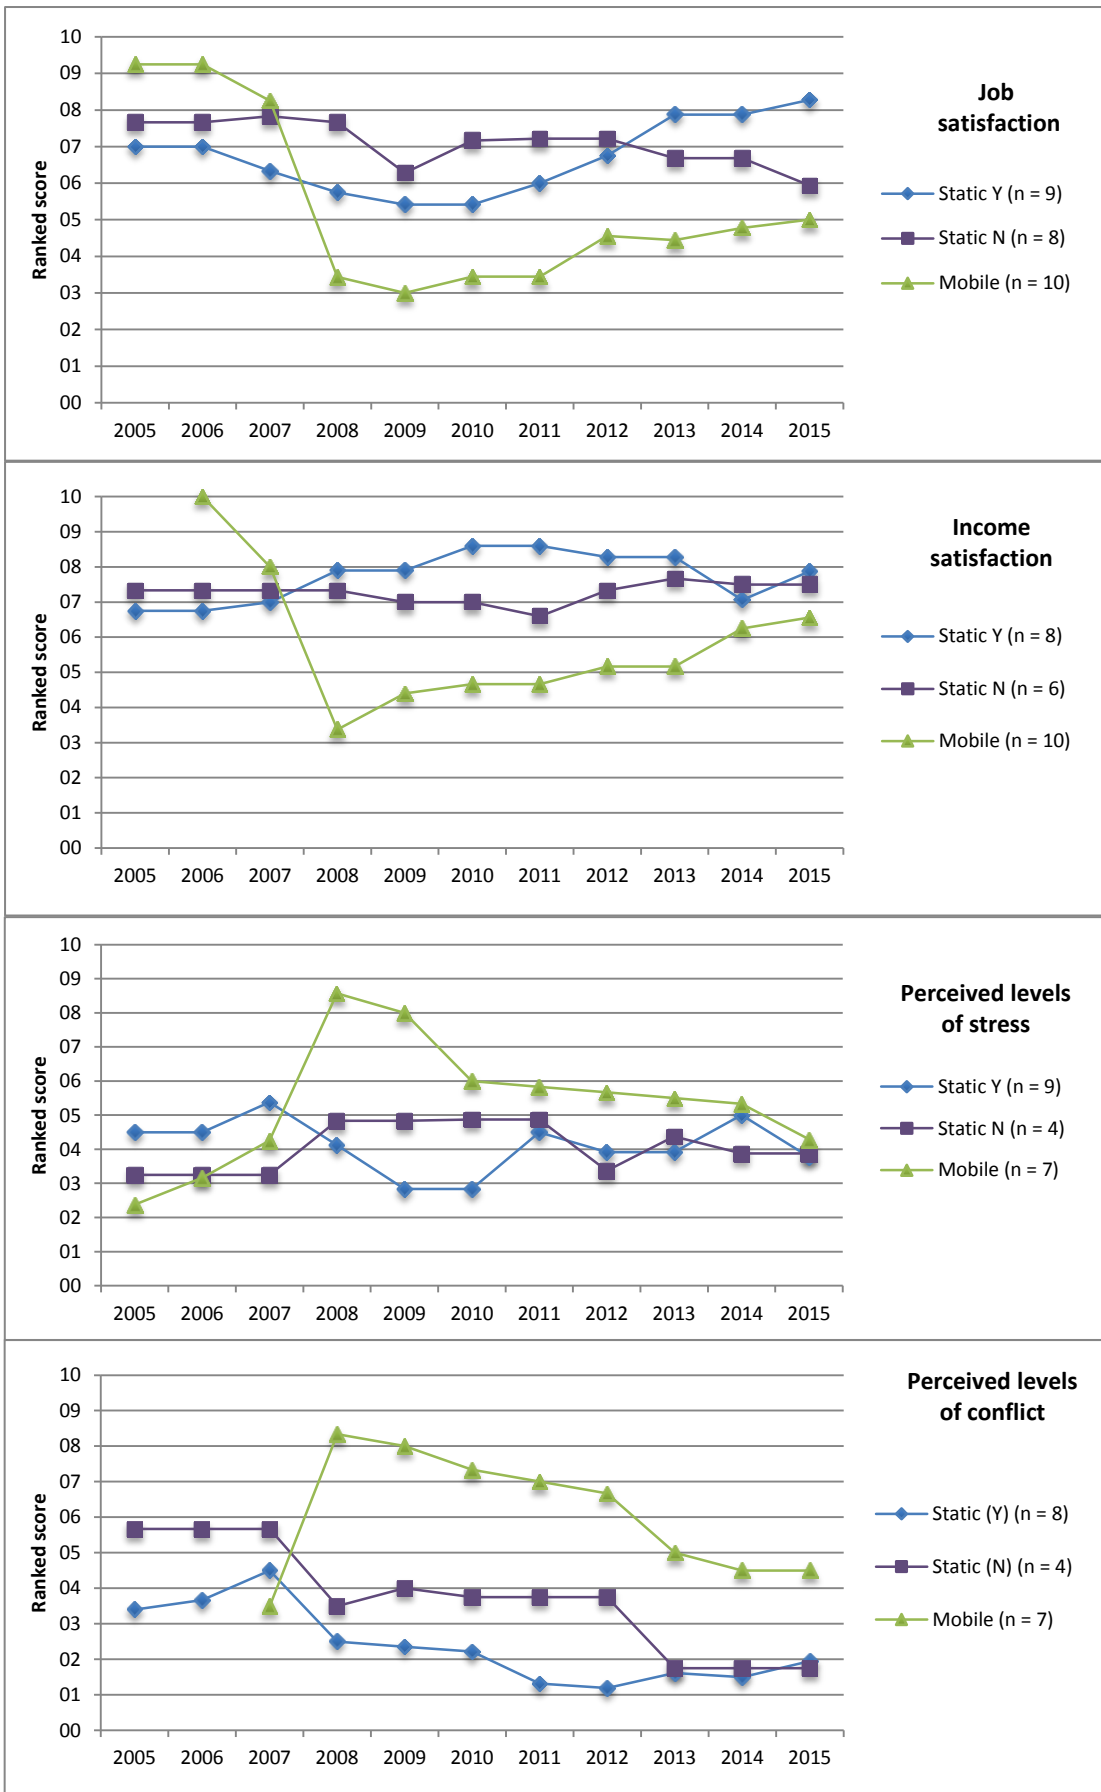 Job
satisfaction
Ranked score
10
09
08
07
06
05
04
03
02
01
00
2005 2006 2007 2008 2009 2010 2011 2012 2013 2014 2015
Static Y (n = 9)
Static N (n = 8)
Mobile (n = 10)
Income
satisfaction
Ranked score
10
09
08
07
06
05
04
03
02
01
00
2005 2006 2007 2008 2009 2010 2011 2012 2013 2014 2015
Static Y (n = 8)
Static N (n = 6)
Mobile (n = 10)
Perceived levels
of stress
Ranked score
10
09
08
07
06
05
04
03
02
01
00
2005 2006 2007 2008 2009 2010 2011 2012 2013 2014 2015
Static Y (n = 9)
Static N (n = 4)
Mobile (n = 7)
Perceived levels
of conflict
Ranked score
10
09
08
07
06
05
04
03
02
01
00
2005 2006 2007 2008 2009 2010 2011 2012 2013 2014 2015
Static (Y) (n = 8)
Static (N) (n = 4)
Mobile (n = 7)